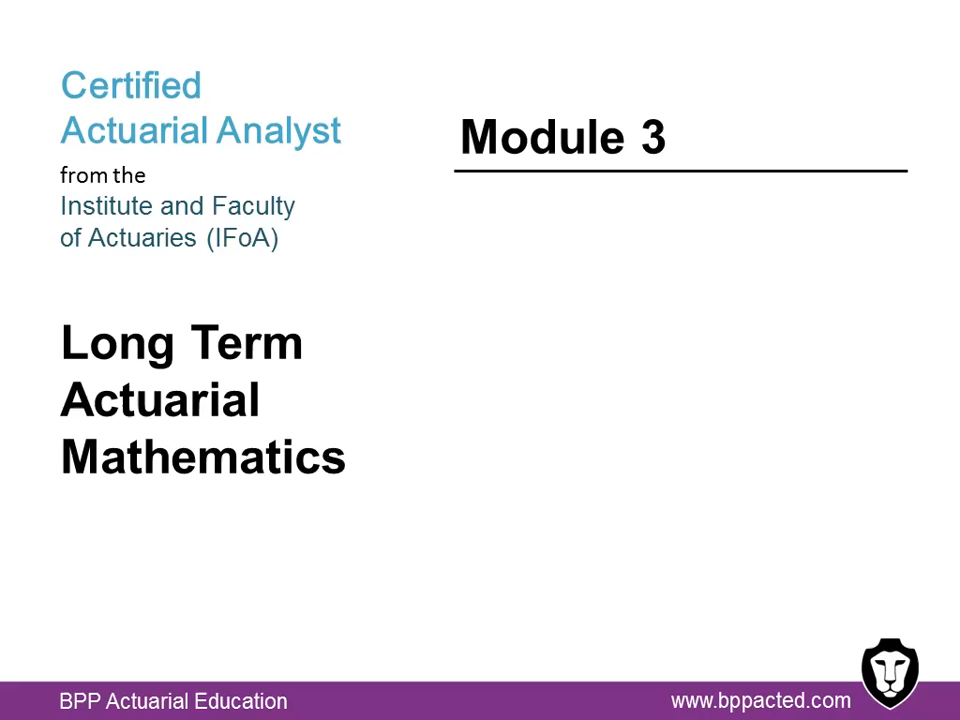 Certified
Actuarial Analyst
from the
Institute and Faculty
of Actuaries (IFoA)
Long Term
Actuarial
Mathematics
Module 3
BPP Actuarial Education
www.bppacted.com